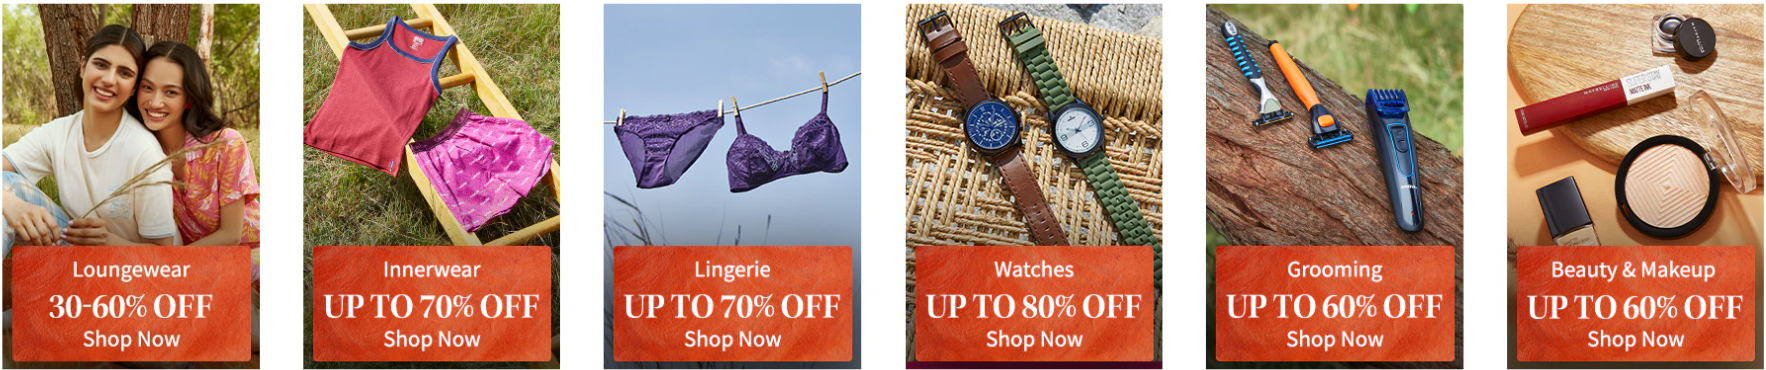 Loungewear
30-60% OFF
Shop Now
Innerwear
UP TO 70% OFF
Shop Now
Lingerie
UP TO 70% OFF
Shop Now
Watches
UP TO 80% OFF
Shop Now
Grooming
UP TO 60% OFF
Shop Now
MATTE INK
Beauty & Makeup
UP TO 60% OFF
Shop Now